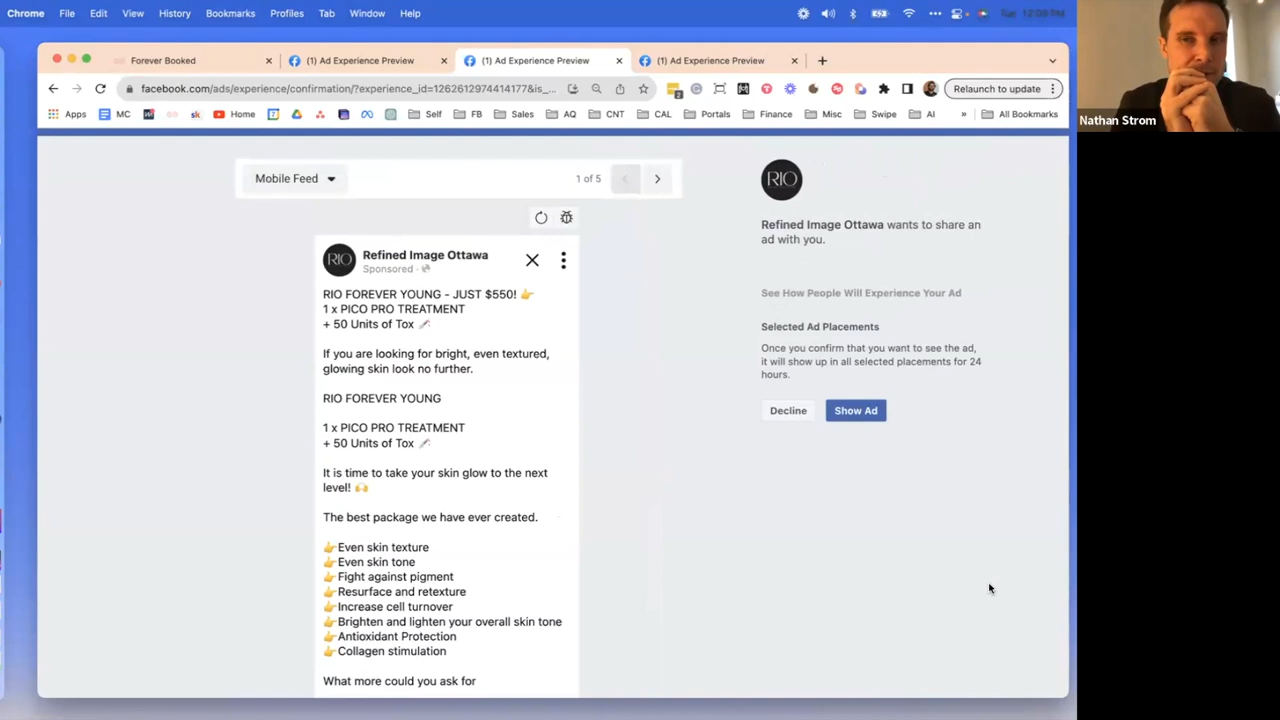 Chrome File Edit View History Bookmarks Profiles Tab Window Help Tue 12:09 PM
Forever Booked
(1) Ad Experience Preview
(1) Ad Experience Preview
(1) Ad Experience Preview
facebook.com/ads/experience/confirmation/?experience_id=1262612974414177&is_...
Relaunch to update
Apps MC Home Self FB Sales AQ CNT CAL Portals Finance Misc Swipe AI » All Bookmarks
Nathan Strom
Mobile Feed
1 of 5
RIO
Refined Image Ottawa
Sponsored ·
RIO FOREVER YOUNG - JUST $550! 👉
1 x PICO PRO TREATMENT
+ 50 Units of Tox 💉
If you are looking for bright, even textured,
glowing skin look no further.
RIO FOREVER YOUNG
1 x PICO PRO TREATMENT
+ 50 Units of Tox 💉
It is time to take your skin glow to the next
level! 🙌
The best package we have ever created.
👉Even skin texture
👉Even skin tone
👉Fight against pigment
👉Resurface and retexture
👉Increase cell turnover
👉Brighten and lighten your overall skin tone
👉Antioxidant Protection
👉Collagen stimulation
What more could you ask for
RIO
Refined Image Ottawa wants to share an
ad with you.
See How People Will Experience Your Ad
Selected Ad Placements
Once you confirm that you want to see the ad,
it will show up in all selected placements for 24
hours.
Decline
Show Ad